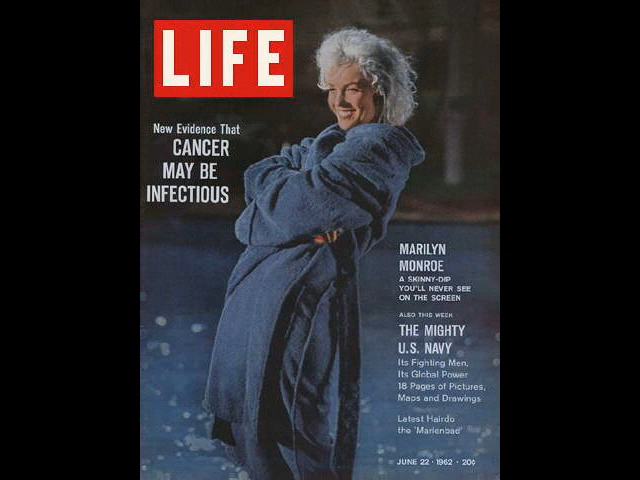 LIFE
New Evidence That
CANCER
MAY BE
INFECTIOUS
MARILYN
MONROE
A SKINNY-DIP
YOU'LL NEVER SEE
ON THE SCREEN
ALSO THIS WEEK
THE MIGHTY
U.S. NAVY
Its Fighting Men,
Its Global Power
18 Pages of Pictures,
Maps and Drawings
Latest Hairdo
the 'Marienbad'
JUNE 22 · 1962 · 20¢